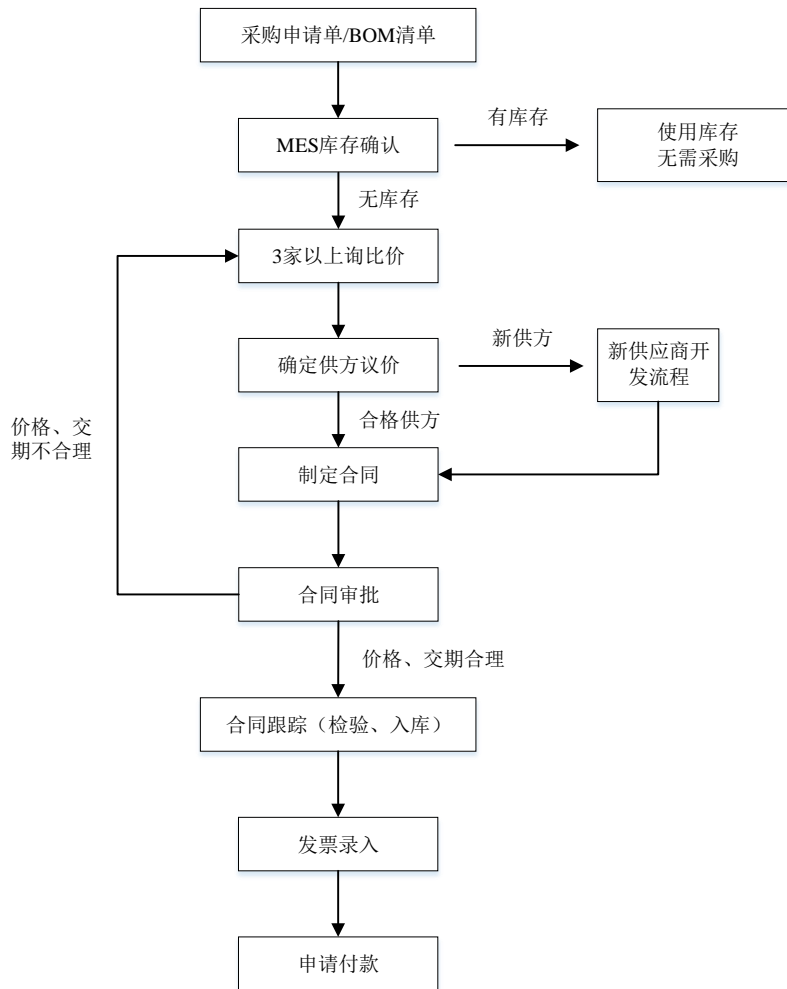 采购申请单/BOM清单
有库存
MES库存确认
使用库存
无需采购
无库存
3家以上询比价
新供方
确定供方议价
新供应商开
发流程
合格供方
价格、交
期不合理
制定合同
合同审批
价格、交期合理
合同跟踪（检验、入库）
发票录入
申请付款